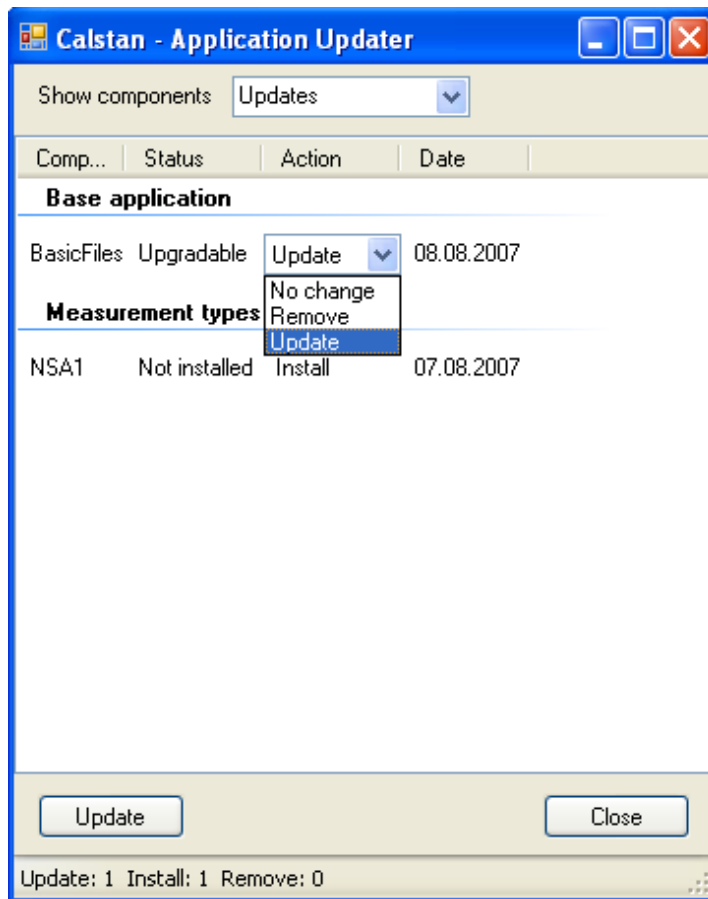 Calstan - Application Updater
Show components Updates
Comp... Status Action Date
Base application
BasicFiles Upgradable Update 08.08.2007
No change
Measurement types Remove
Update
NSA1 Not installed Install 07.08.2007
Update Close
Update: 1 Install: 1 Remove: 0